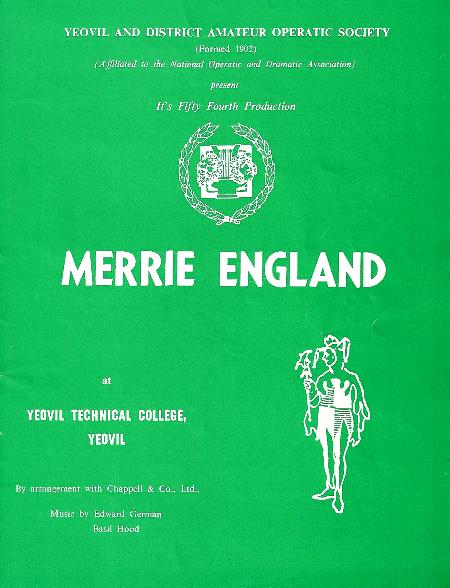 YEOVIL AND DISTRICT AMATEUR OPERATIC SOCIETY
(Formed 1902)
(Affiliated to the National Operatic and Dramatic Association)
present
It's Fifty Fourth Production
MERRIE ENGLAND
at
YEOVIL TECHNICAL COLLEGE,
YEOVIL
By arrangement with Chappell & Co., Ltd.,
Music by Edward German
Basil Hood